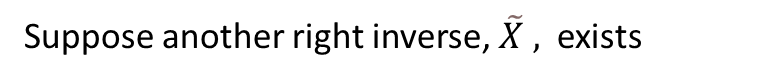 Suppose another right inverse, X̃ , exists